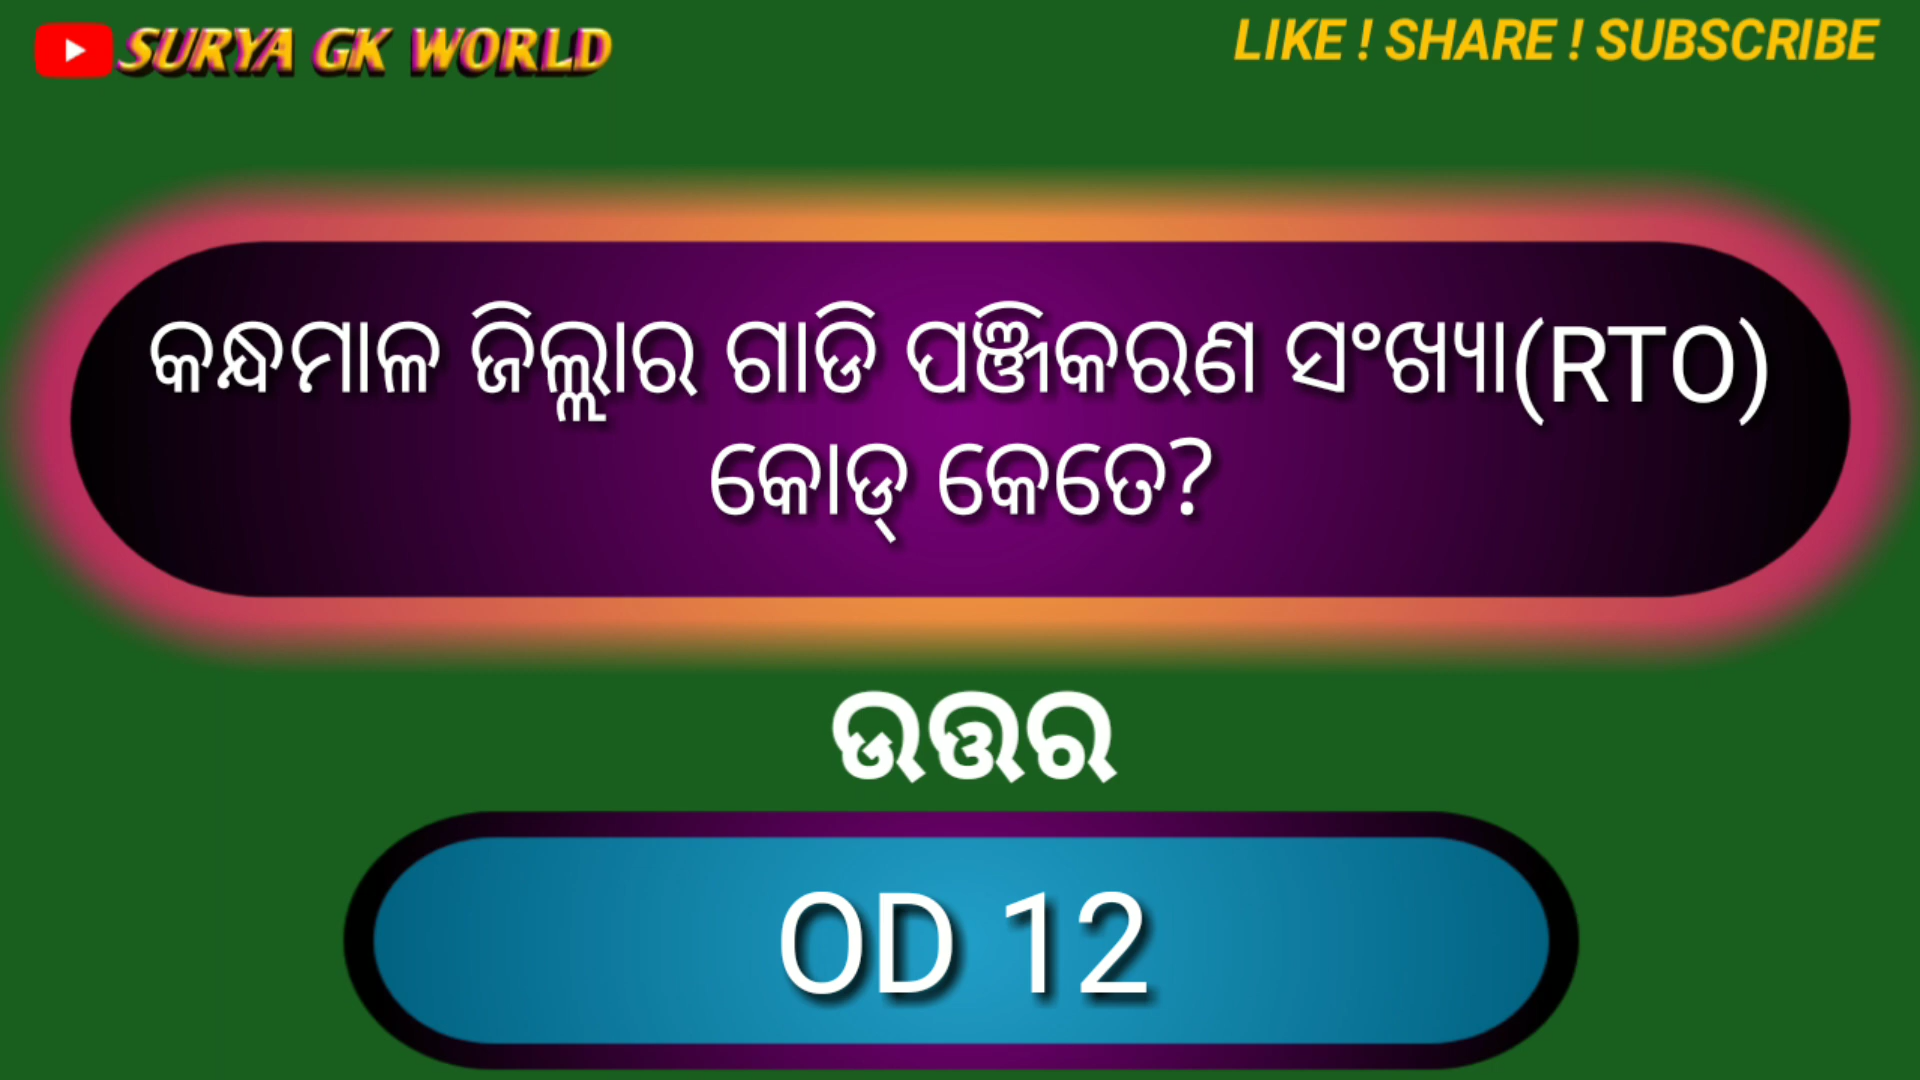 SURYA GK WORLD
LIKE ! SHARE ! SUBSCRIBE
କନ୍ଧମାଳ ଜିଲ୍ଲାର ଗାଡି ପଞ୍ଜିକରଣ ସଂଖ୍ୟା(RTO)
କୋଡ୍ କେତେ?
ଉତ୍ତର
OD 12